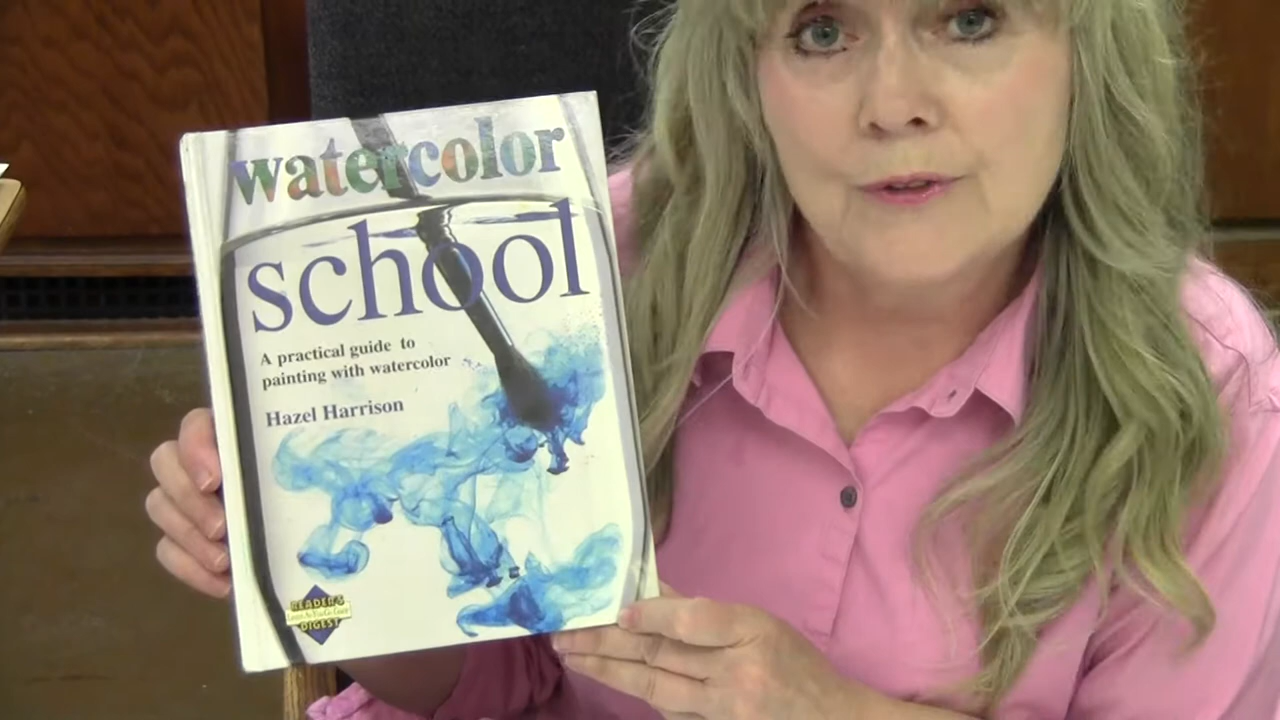 watercolor
school
A practical guide to
painting with watercolor
Hazel Harrison
READER'S
DIGEST